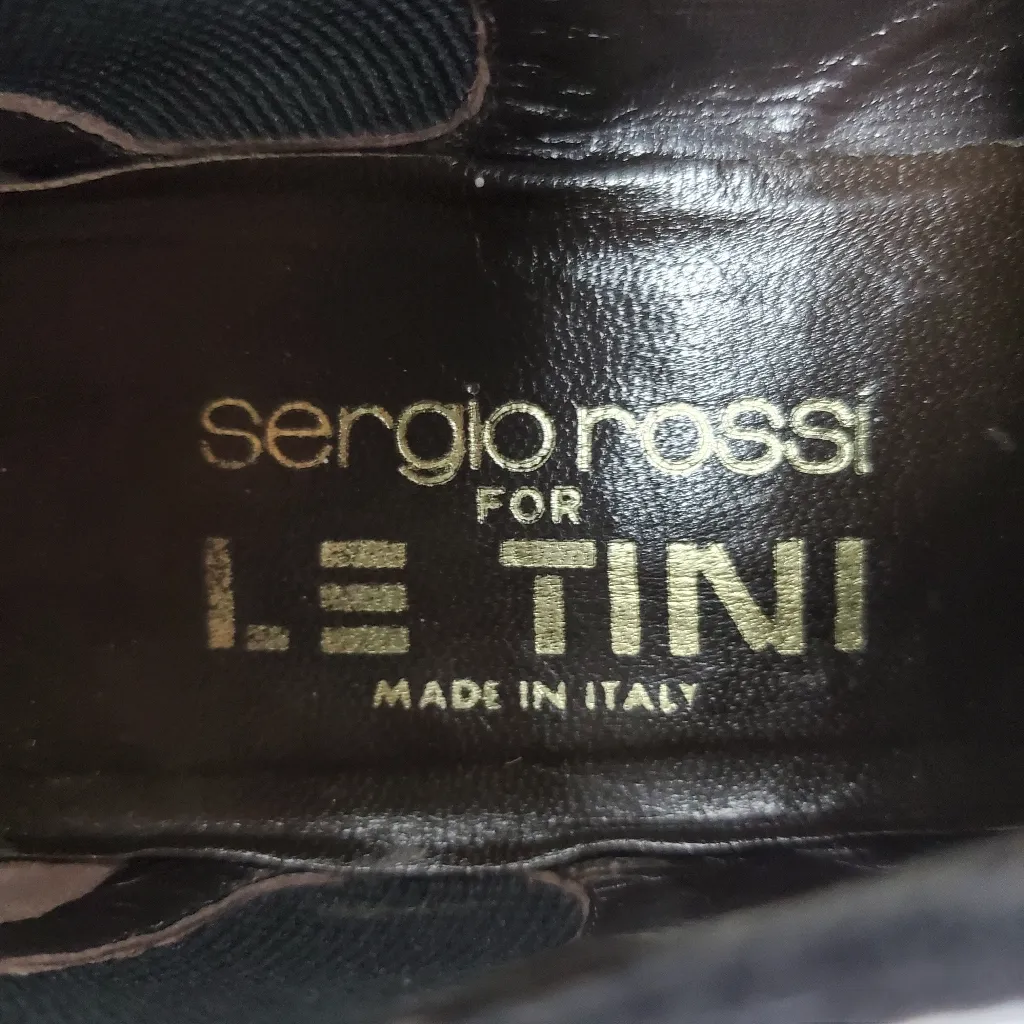 sergio rossi
FOR
LE TINI
MADE IN ITALY